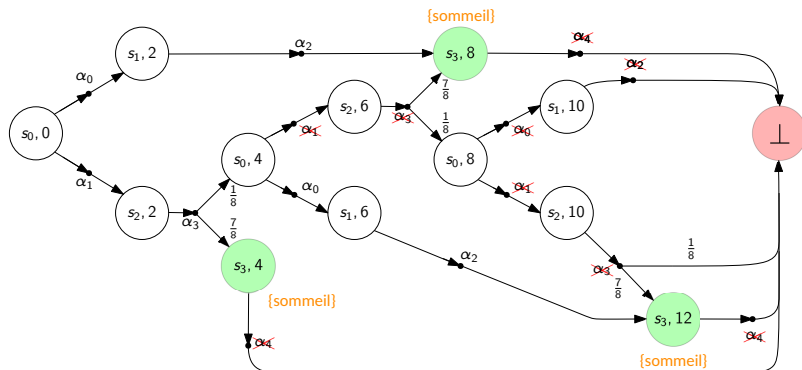 {sommeil}
s₁, 2
α₂
s₃, 8
α₄
α₀
7/8
s₂, 6
α₃
1/8
s₁, 10
α₂
s₀, 0
α₁
s₀, 4
α₀
s₀, 8
⊥
α₁
α₀
α₁
s₂, 2
α₃
1/8
s₁, 6
s₂, 10
7/8
α₂
1/8
s₃, 4
α₃
7/8
{sommeil}
s₃, 12
α₄
α₄
{sommeil}